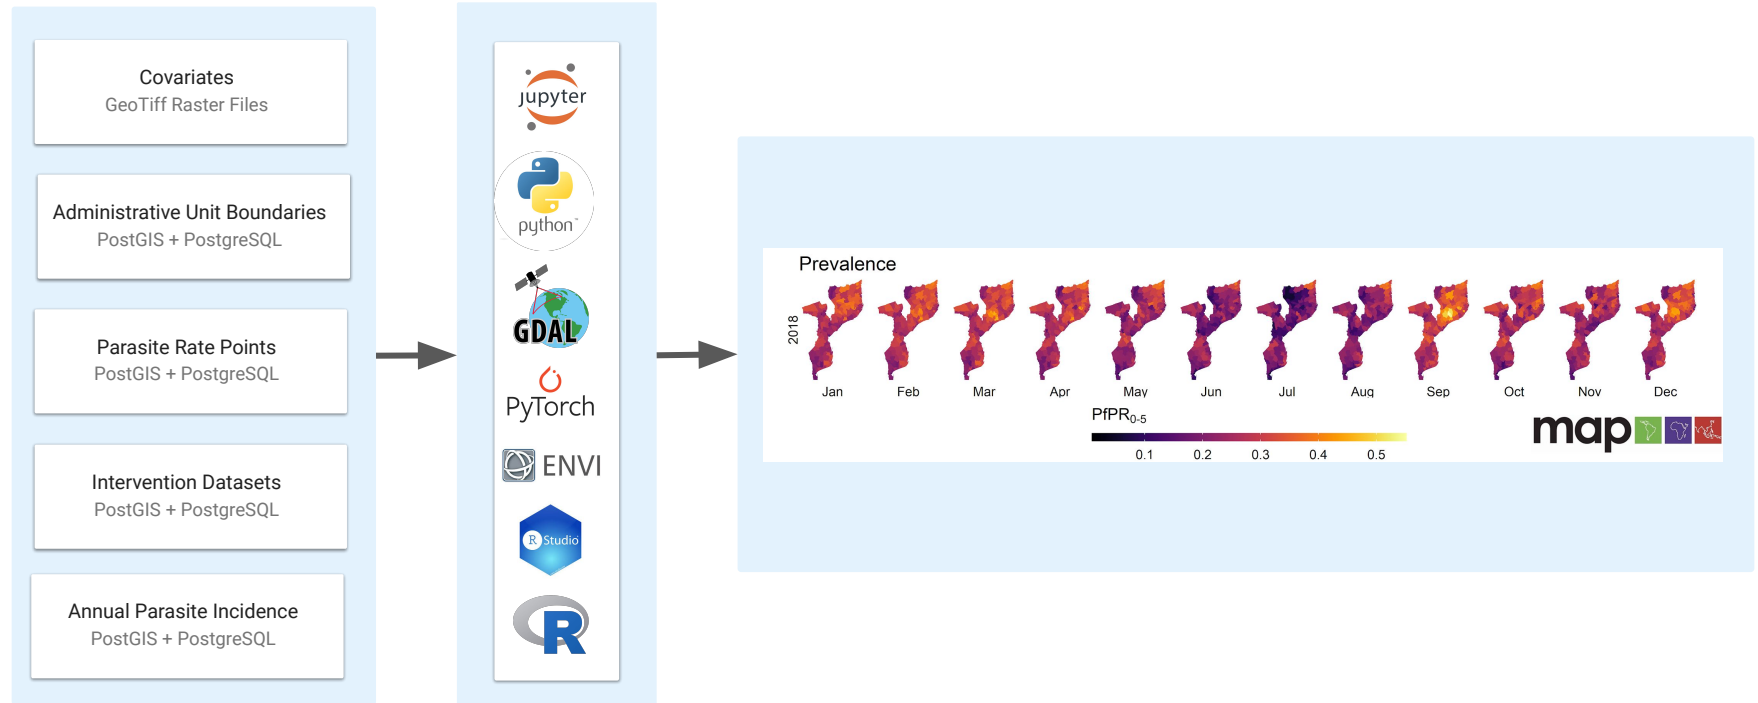 Covariates
GeoTiff Raster Files
Administrative Unit Boundaries
PostGIS + PostgreSQL
Parasite Rate Points
PostGIS + PostgreSQL
Intervention Datasets
PostGIS + PostgreSQL
Annual Parasite Incidence
PostGIS + PostgreSQL
jupyter
python™
GDAL
PyTorch
ENVI
R Studio
R
Prevalence
2018
Jan Feb Mar Apr May Jun Jul Aug Sep Oct Nov Dec
PfPR0-5
0.1 0.2 0.3 0.4 0.5
map